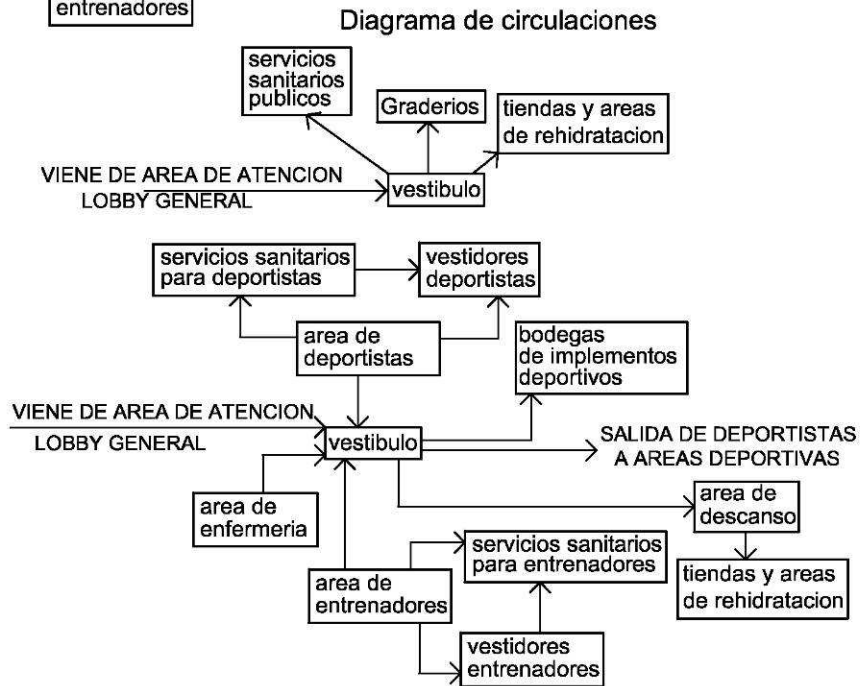 entrenadores
Diagrama de circulaciones
servicios
sanitarios
publicos
Graderios
tiendas y areas
de rehidratacion
VIENE DE AREA DE ATENCION
LOBBY GENERAL
vestibulo
servicios sanitarios
para deportistas
vestidores
deportistas
area de
deportistas
bodegas
de implementos
deportivos
VIENE DE AREA DE ATENCION
LOBBY GENERAL
vestibulo
SALIDA DE DEPORTISTAS
A AREAS DEPORTIVAS
area de
enfermeria
area de
descanso
servicios sanitarios
para entrenadores
tiendas y areas
de rehidratacion
area de
entrenadores
vestidores
entrenadores